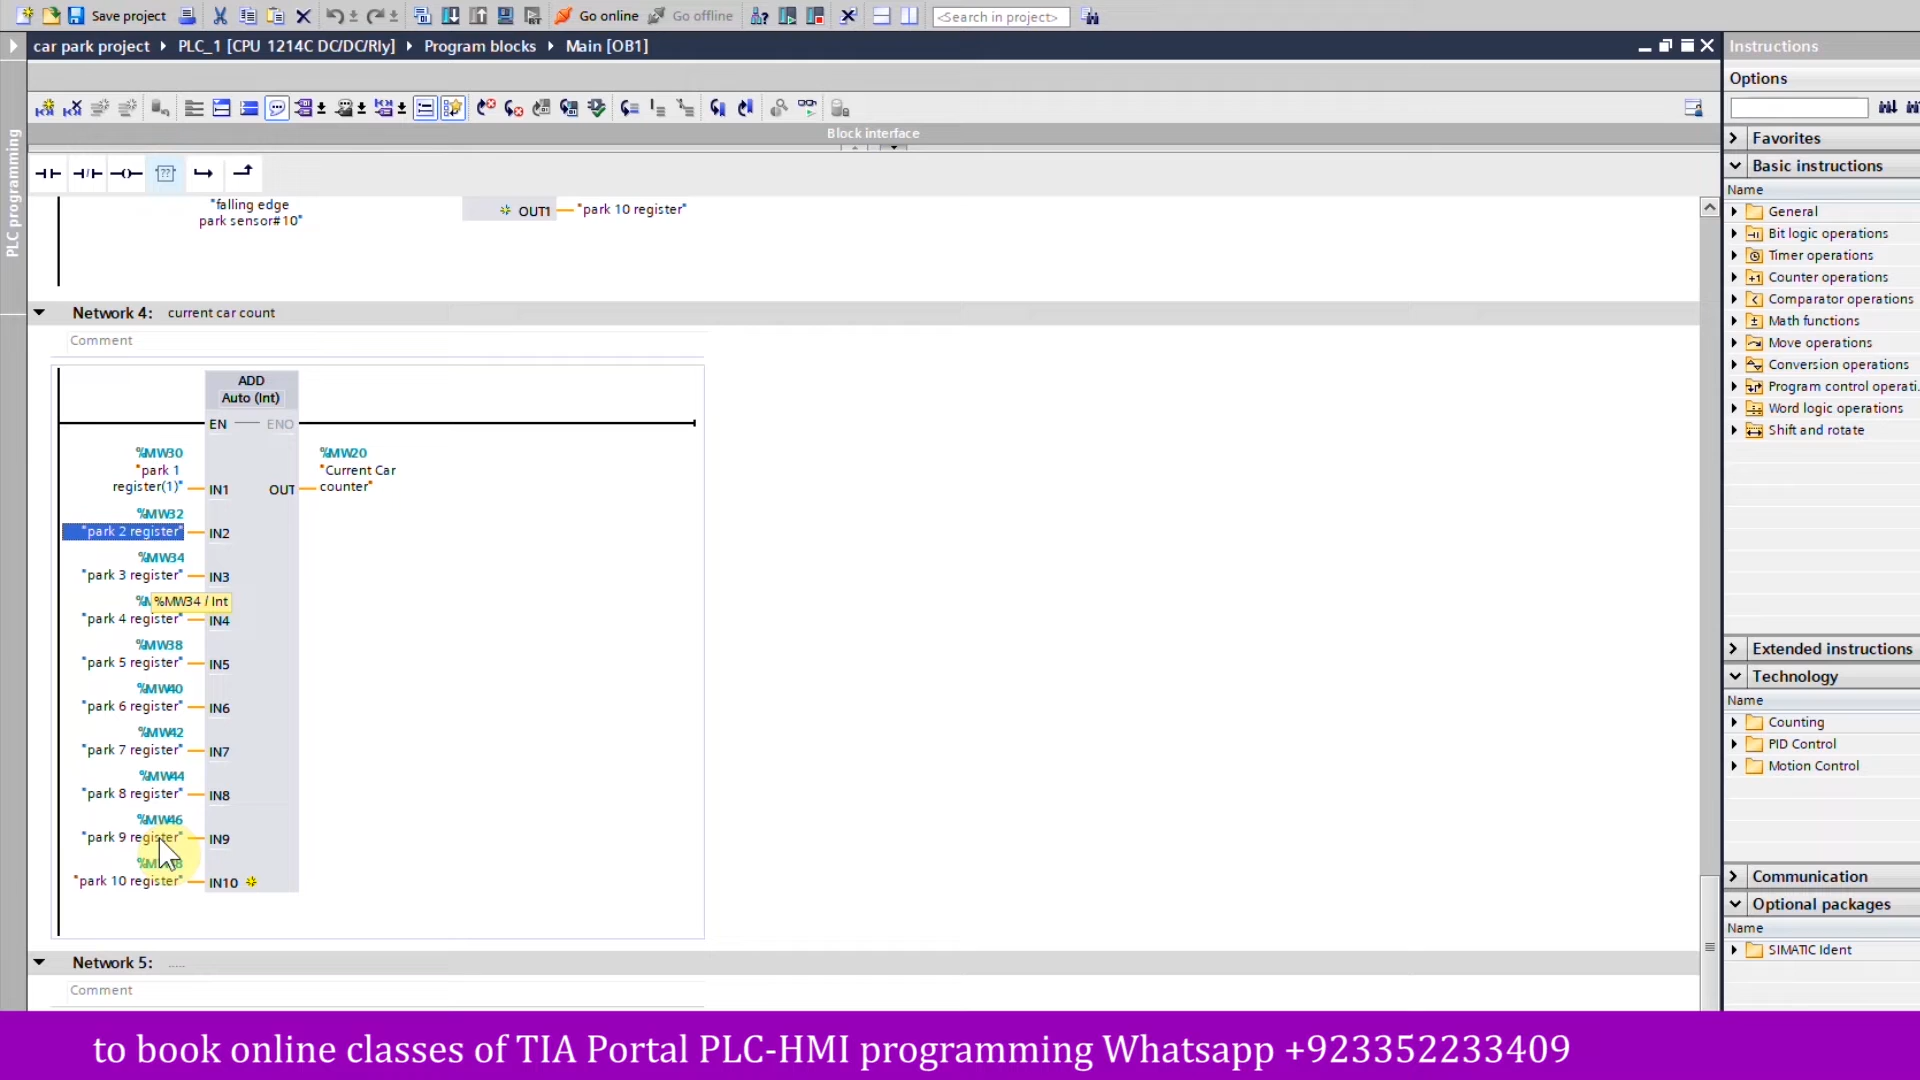 Save project
Go online
Go offline
<Search in project>
car park project
PLC_1 [CPU 1214C DC/DC/Rly]
Program blocks
Main [OB1]
Instructions
Options
PLC programming
Block interface
Favorites
Basic instructions
Name
General
Bit logic operations
Timer operations
Counter operations
Comparator operations
Math functions
Move operations
Conversion operations
Program control operati...
Word logic operations
Shift and rotate
Extended instructions
Technology
Name
Counting
PID Control
Motion Control
Communication
Optional packages
Name
SIMATIC Ident
??
"falling edge
park sensor#10"
OUT1
"park 10 register"
Network 4: current car count
Comment
ADD
Auto (Int)
EN
ENO
%MW30
"park 1
register(1)"
IN1
%MW20
"Current Car
counter"
OUT
%MW32
"park 2 register"
IN2
%MW34
"park 3 register"
IN3
%MW34 / Int
"park 4 register"
IN4
%MW38
"park 5 register"
IN5
%MW40
"park 6 register"
IN6
%MW42
"park 7 register"
IN7
%MW44
"park 8 register"
IN8
%MW46
"park 9 register"
IN9
"park 10 register"
IN10
Network 5: .....
Comment
to book online classes of TIA Portal PLC-HMI programming Whatsapp +923352233409